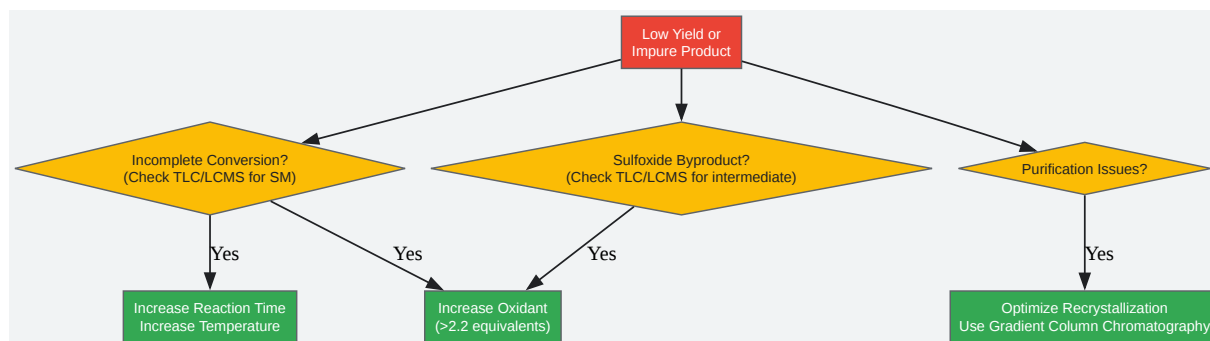 Low Yield or
Impure Product
Incomplete Conversion?
(Check TLC/LCMS for SM)
Sulfoxide Byproduct?
(Check TLC/LCMS for intermediate)
Purification Issues?
Yes
Yes
Yes
Yes
Increase Reaction Time
Increase Temperature
Increase Oxidant
(>2.2 equivalents)
Optimize Recrystallization
Use Gradient Column Chromatography